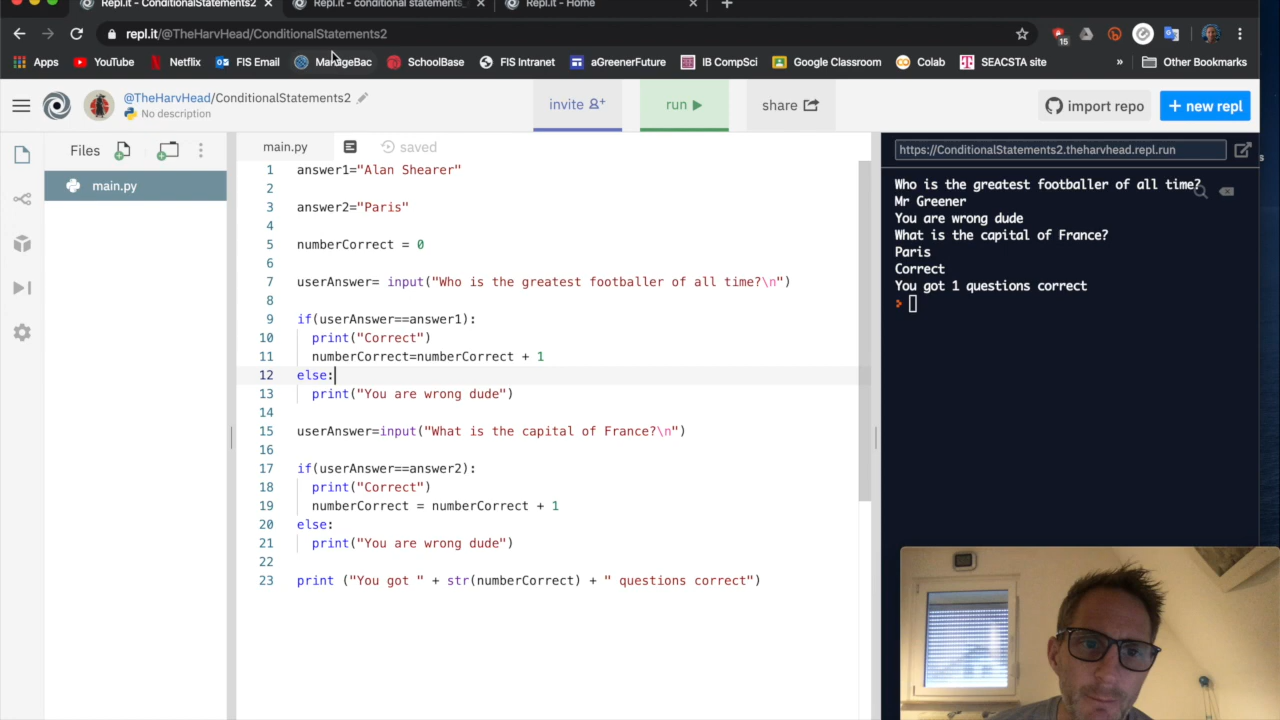 Repl.it - ConditionalStatements2
Repl.it - conditional statements_
Repl.it - Home
repl.it/@TheHarvHead/ConditionalStatements2
15
Apps YouTube Netflix FIS Email ManageBac SchoolBase FIS Intranet aGreenerFuture IB CompSci Google Classroom Colab SEACSTA site » Other Bookmarks
@TheHarvHead/ConditionalStatements2
No description
invite
run
share
import repo
+ new repl
Files
main.py
main.py
saved
1 answer1="Alan Shearer"
2
3 answer2="Paris"
4
5 numberCorrect = 0
6
7 userAnswer= input("Who is the greatest footballer of all time?\n")
8
9 if(userAnswer==answer1):
10 print("Correct")
11 numberCorrect=numberCorrect + 1
12 else:
13 print("You are wrong dude")
14
15 userAnswer=input("What is the capital of France?\n")
16
17 if(userAnswer==answer2):
18 print("Correct")
19 numberCorrect = numberCorrect + 1
20 else:
21 print("You are wrong dude")
22
23 print ("You got " + str(numberCorrect) + " questions correct")
https://ConditionalStatements2.theharvhead.repl.run
Who is the greatest footballer of all time?
Mr Greener
You are wrong dude
What is the capital of France?
Paris
Correct
You got 1 questions correct